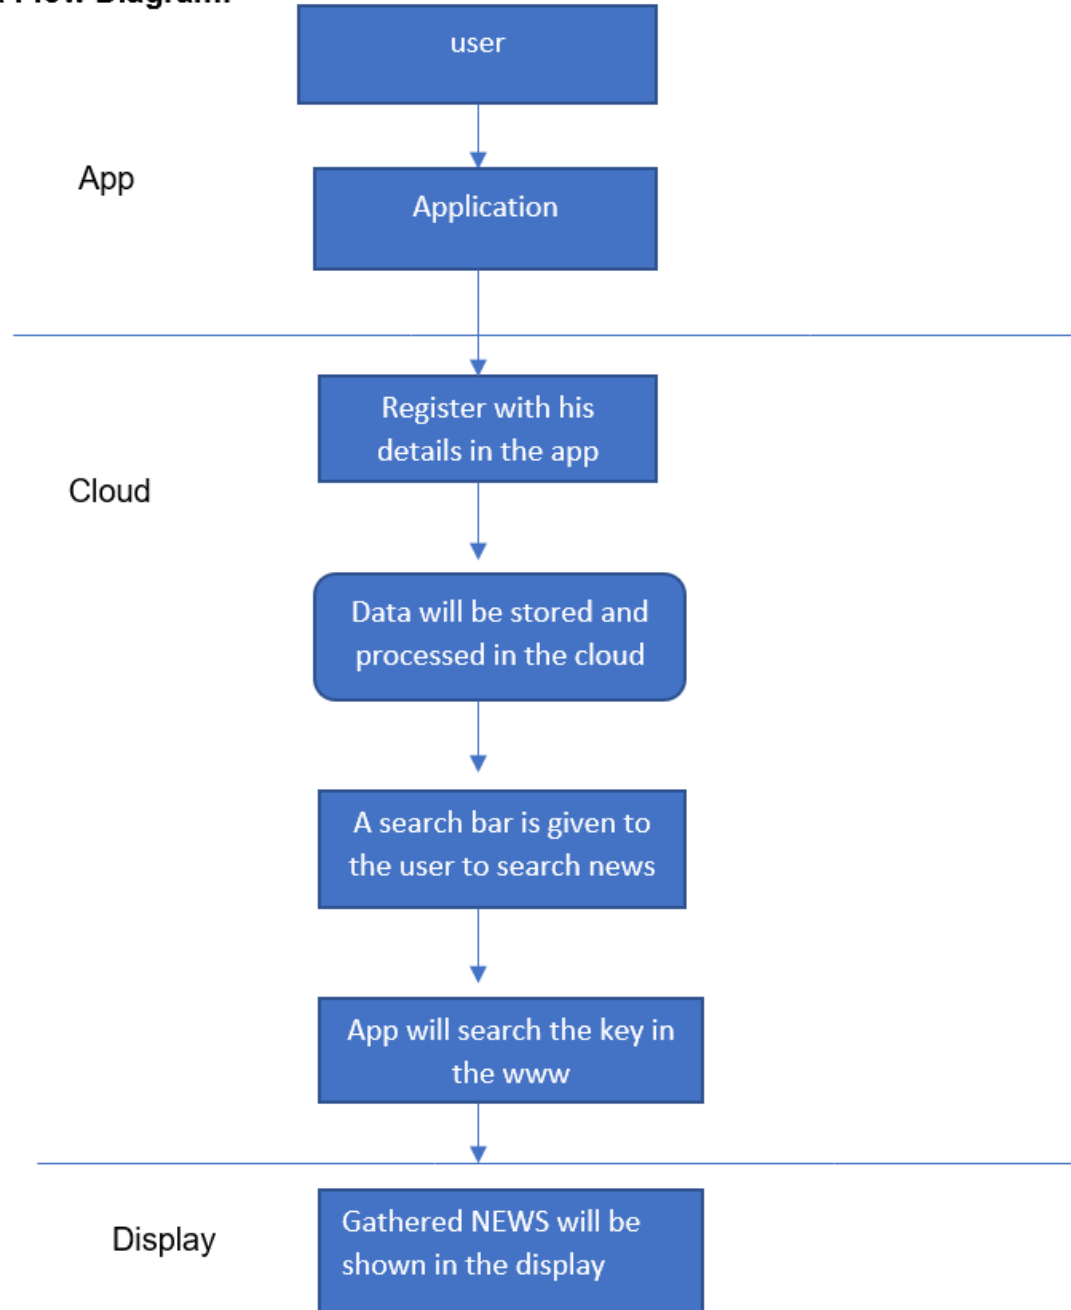 Flow Diagram:
user
App
Application
Register with his
details in the app
Cloud
Data will be stored and
processed in the cloud
A search bar is given to
the user to search news
App will search the key in
the www
Gathered NEWS will be
shown in the display
Display